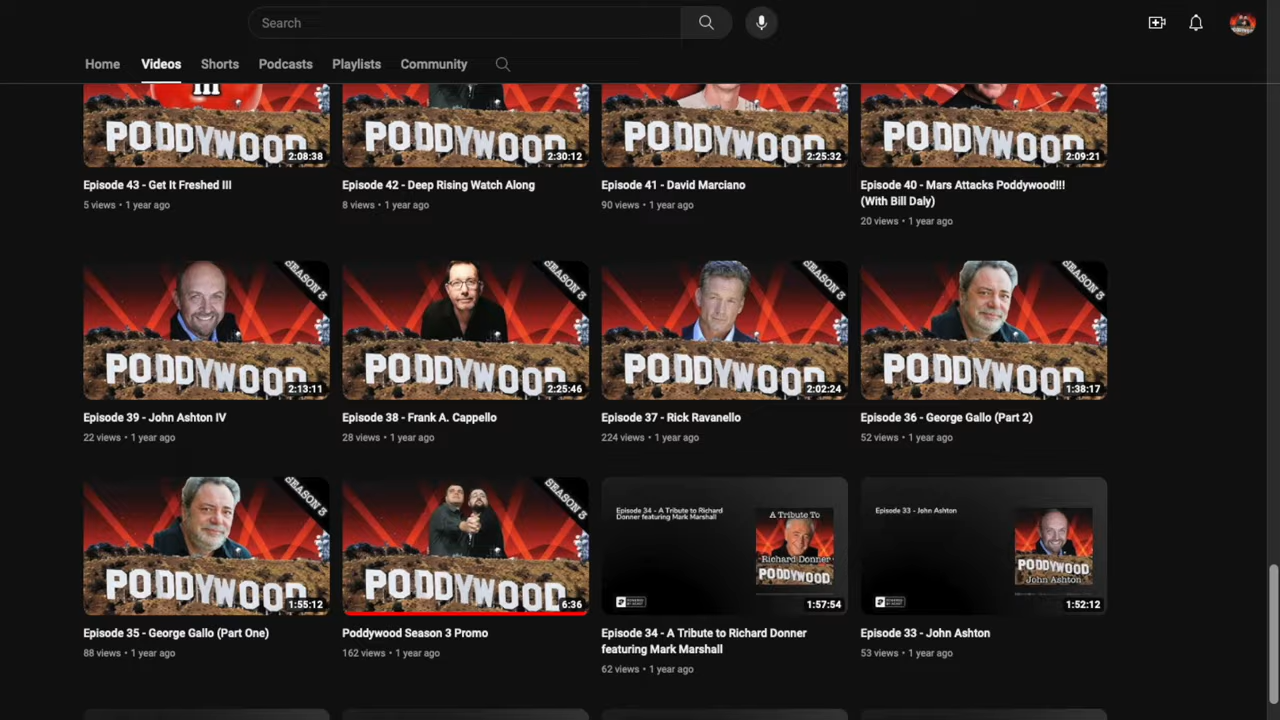 Search
Home
Videos
Shorts
Podcasts
Playlists
Community
PODDYWOOD
2:08:38
PODDYWOOD
2:30:12
PODDYWOOD
2:25:32
PODDYWOOD
2:09:21
Episode 43 - Get It Freshed III
5 views • 1 year ago
Episode 42 - Deep Rising Watch Along
8 views • 1 year ago
Episode 41 - David Marciano
90 views • 1 year ago
Episode 40 - Mars Attacks Poddywood!!!
(With Bill Daly)
20 views • 1 year ago
SEASON 3
PODDYWOOD
2:13:11
SEASON 3
PODDYWOOD
2:25:46
SEASON 3
PODDYWOOD
2:02:24
SEASON 3
PODDYWOOD
1:38:17
Episode 39 - John Ashton IV
22 views • 1 year ago
Episode 38 - Frank A. Cappello
28 views • 1 year ago
Episode 37 - Rick Ravanello
224 views • 1 year ago
Episode 36 - George Gallo (Part 2)
52 views • 1 year ago
SEASON 3
PODDYWOOD
1:55:12
SEASON 3
PODDYWOOD
6:36
Episode 34 - A Tribute to Richard
Donner featuring Mark Marshall
A Tribute To
Richard Donner
PODDYWOOD
1:57:54
Episode 33 - John Ashton
PODDYWOOD
John Ashton
1:52:12
Episode 35 - George Gallo (Part One)
88 views • 1 year ago
Poddywood Season 3 Promo
162 views • 1 year ago
Episode 34 - A Tribute to Richard Donner
featuring Mark Marshall
62 views • 1 year ago
Episode 33 - John Ashton
53 views • 1 year ago